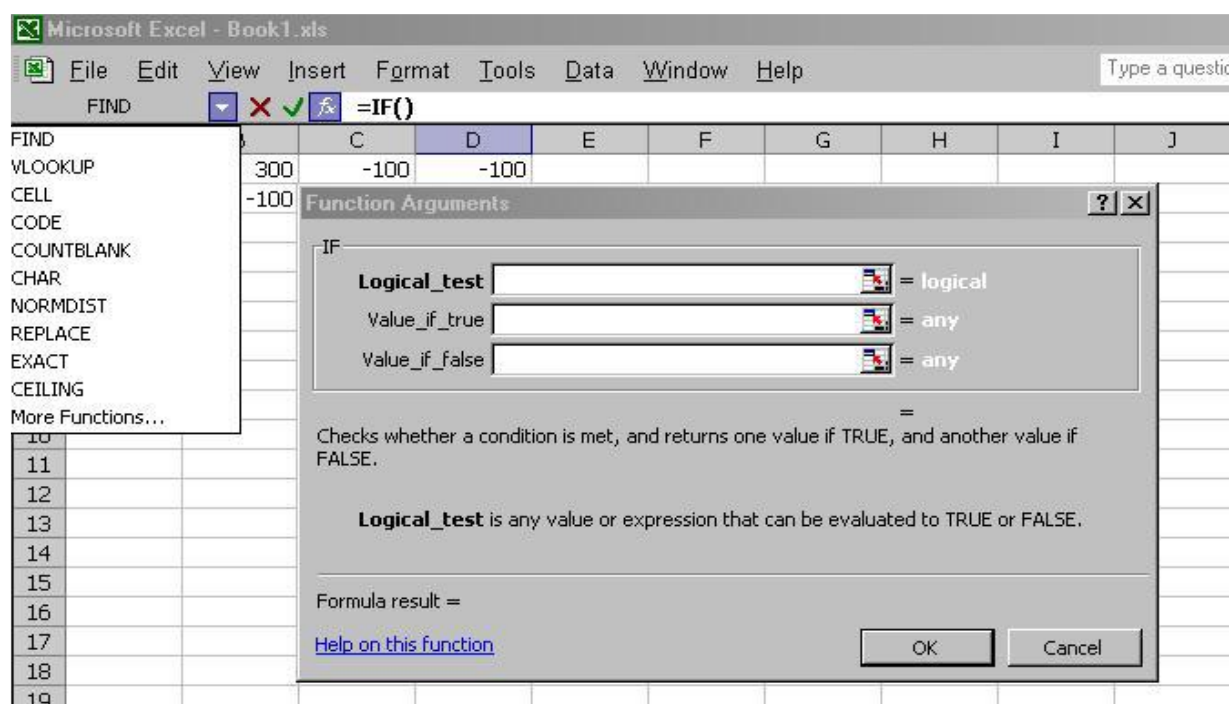 Microsoft Excel - Book1.xls
File Edit View Insert Format Tools Data Window Help Type a questio
FIND fx =IF()
FIND
VLOOKUP
CELL
CODE
COUNTBLANK
CHAR
NORMDIST
REPLACE
EXACT
CEILING
More Functions...
C D E F G H I J
300 -100 -100
-100
Function Arguments ? X
IF
Logical_test = logical
Value_if_true = any
Value_if_false = any
=
Checks whether a condition is met, and returns one value if TRUE, and another value if
FALSE.
Logical_test is any value or expression that can be evaluated to TRUE or FALSE.
Formula result =
Help on this function OK Cancel
10
11
12
13
14
15
16
17
18
19